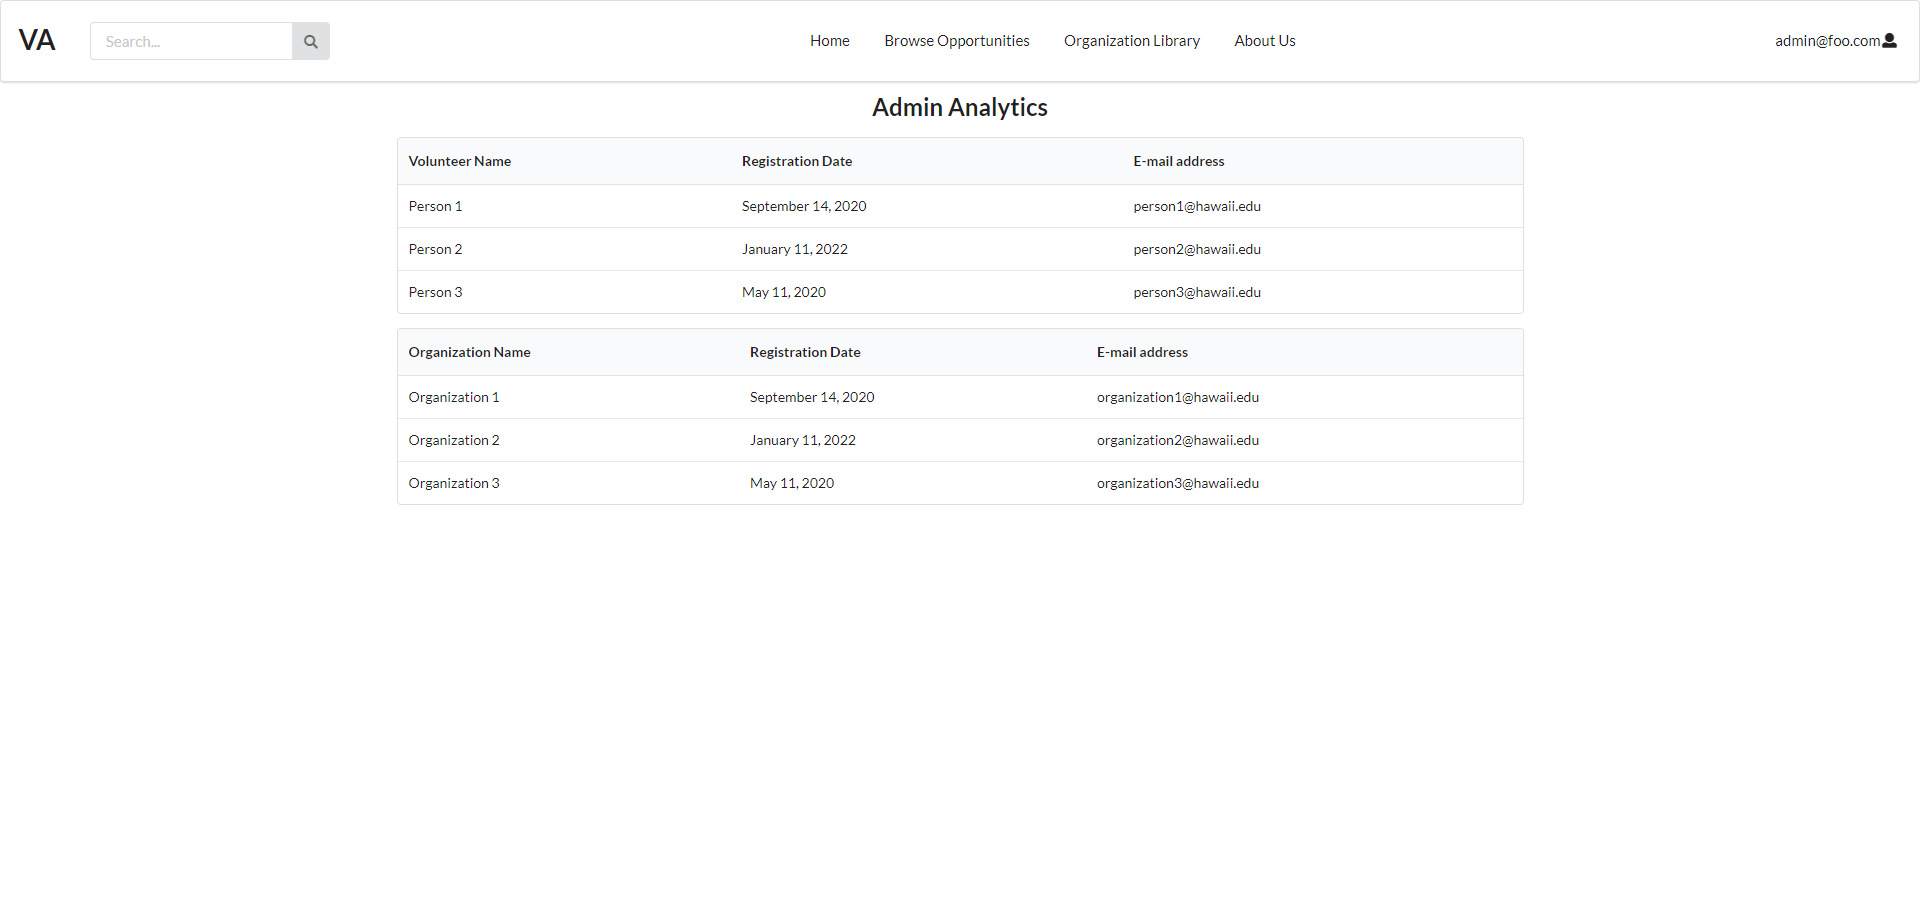 VA Search... Home Browse Opportunities Organization Library About Us admin@foo.com
Admin Analytics
Volunteer Name Registration Date E-mail address
Person 1 September 14, 2020 person1@hawaii.edu
Person 2 January 11, 2022 person2@hawaii.edu
Person 3 May 11, 2020 person3@hawaii.edu
Organization Name Registration Date E-mail address
Organization 1 September 14, 2020 organization1@hawaii.edu
Organization 2 January 11, 2022 organization2@hawaii.edu
Organization 3 May 11, 2020 organization3@hawaii.edu